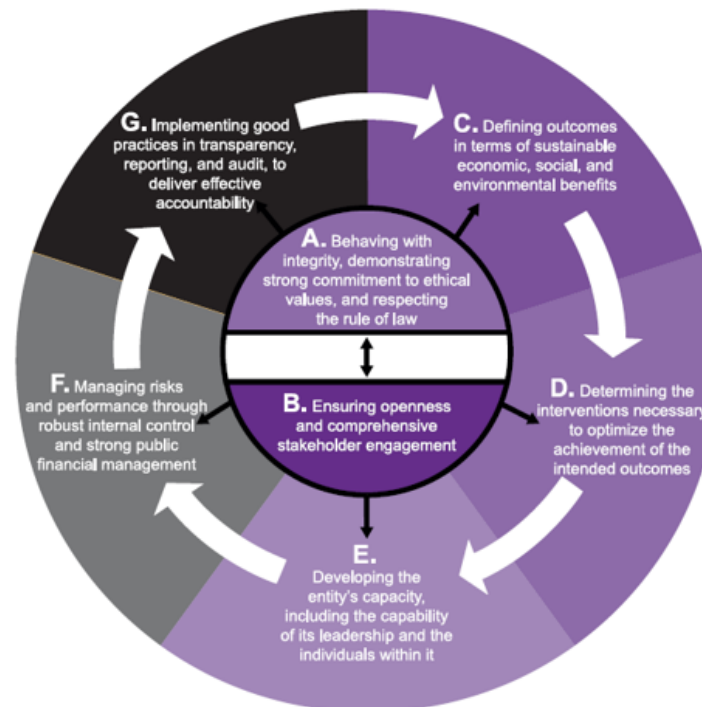 G. Implementing good
practices in transparency,
reporting, and audit, to
deliver effective
accountability
C. Defining outcomes
in terms of sustainable
economic, social, and
environmental benefits
A. Behaving with
integrity, demonstrating
strong commitment to ethical
values, and respecting
the rule of law
B. Ensuring openness
and comprehensive
stakeholder engagement
D. Determining the
interventions necessary
to optimize the
achievement of the
intended outcomes
E.
Developing the
entity's capacity,
including the capability
of its leadership and the
individuals within it
F. Managing risks
and performance through
robust internal control
and strong public
financial management